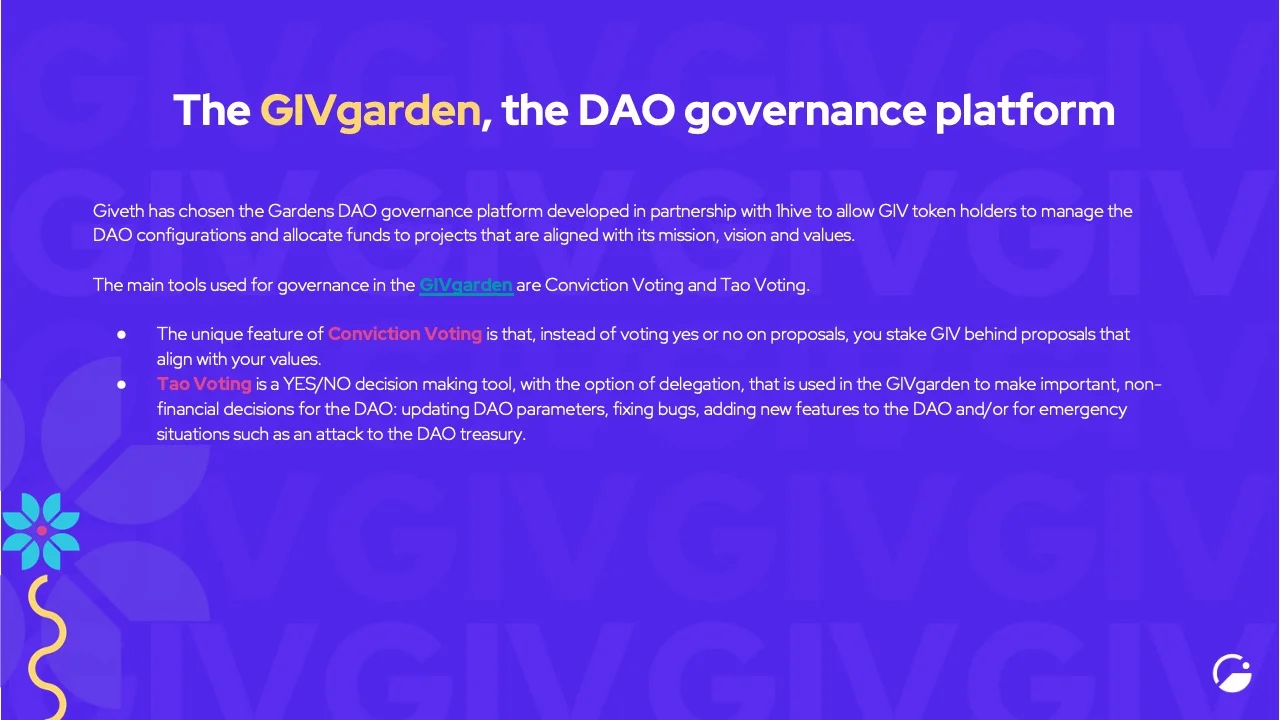 The GIVgarden, the DAO governance platform
Giveth has chosen the Gardens DAO governance platform developed in partnership with 1hive to allow GIV token holders to manage the
DAO configurations and allocate funds to projects that are aligned with its mission, vision and values.
The main tools used for governance in the GIVgarden are Conviction Voting and Tao Voting.
● The unique feature of Conviction Voting is that, instead of voting yes or no on proposals, you stake GIV behind proposals that
align with your values.
● Tao Voting is a YES/NO decision making tool, with the option of delegation, that is used in the GIVgarden to make important, non-
financial decisions for the DAO: updating DAO parameters, fixing bugs, adding new features to the DAO and/or for emergency
situations such as an attack to the DAO treasury.